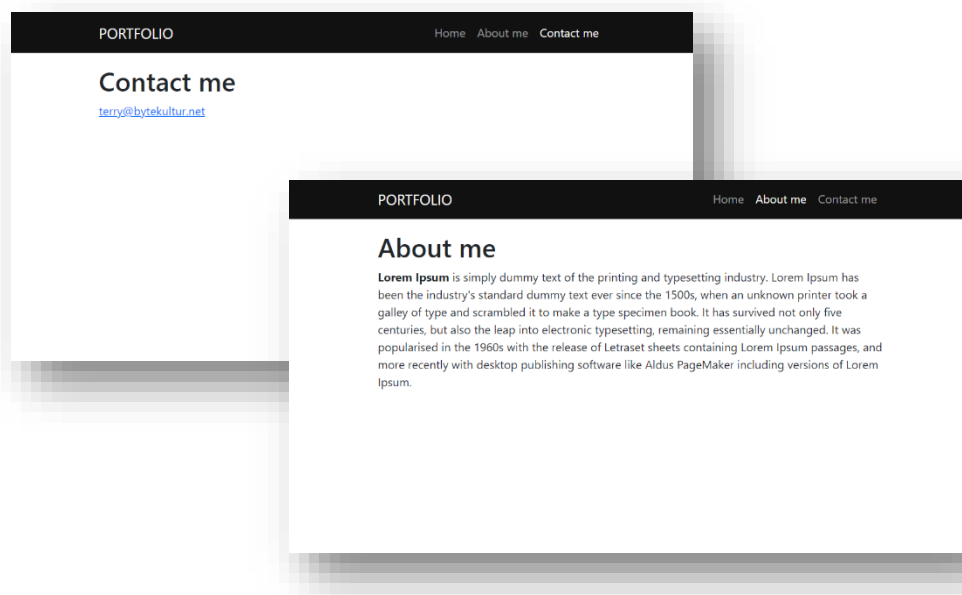 PORTFOLIO
Home About me Contact me
Contact me
terry@bytekultur.net
PORTFOLIO
Home About me Contact me
About me
Lorem Ipsum is simply dummy text of the printing and typesetting industry. Lorem Ipsum has
been the industry's standard dummy text ever since the 1500s, when an unknown printer took a
galley of type and scrambled it to make a type specimen book. It has survived not only five
centuries, but also the leap into electronic typesetting, remaining essentially unchanged. It was
popularised in the 1960s with the release of Letraset sheets containing Lorem Ipsum passages, and
more recently with desktop publishing software like Aldus PageMaker including versions of Lorem
Ipsum.